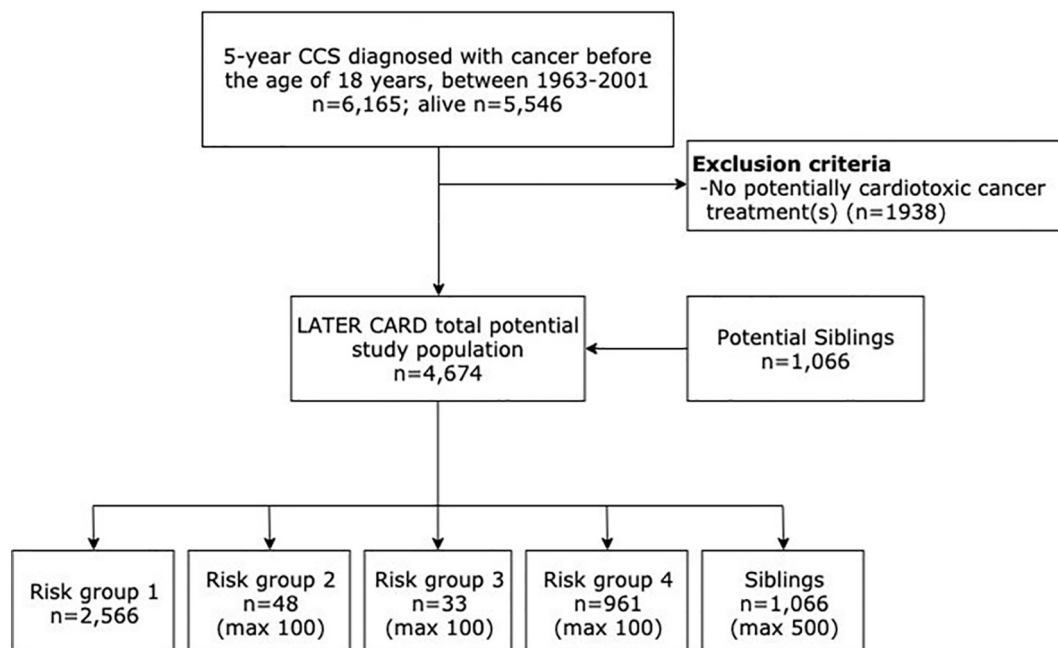 5-year CCS diagnosed with cancer before
the age of 18 years, between 1963-2001
n=6,165; alive n=5,546
Exclusion criteria
-No potentially cardiotoxic cancer
treatment(s) (n=1938)
LATER CARD total potential
study population
n=4,674
Potential Siblings
n=1,066
Risk group 1
n=2,566
Risk group 2
n=48
(max 100)
Risk group 3
n=33
(max 100)
Risk group 4
n=961
(max 100)
Siblings
n=1,066
(max 500)